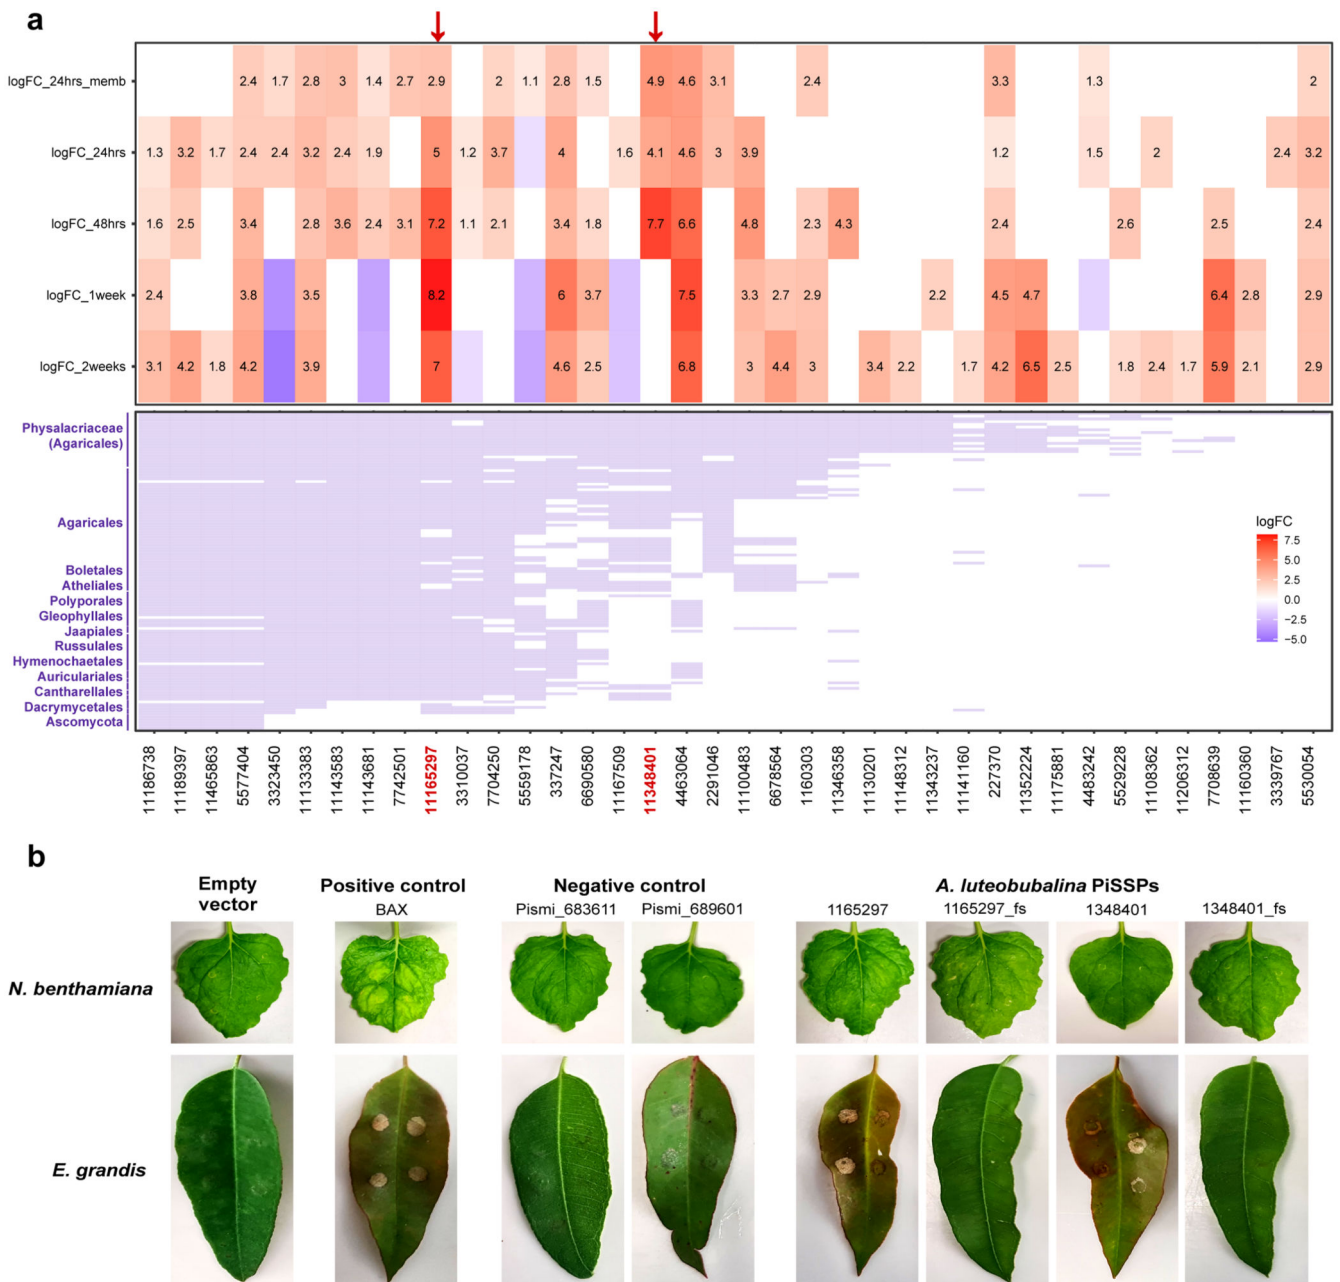 a
logFC_24hrs_memb 2.4 1.7 2.8 3 1.4 2.7 2.9 2 1.1 2.8 1.5 4.9 4.6 3.1 2.4 3.3 1.3 2
logFC_24hrs 1.3 3.2 1.7 2.4 2.4 3.2 2.4 1.9 5 1.2 3.7 4 1.6 4.1 4.6 3 3.9 1.2 1.5 2 2.4 3.2
logFC_48hrs 1.6 2.5 3.4 2.8 3.6 2.4 3.1 7.2 1.1 2.1 3.4 1.8 7.7 6.6 4.8 2.3 4.3 2.4 2.6 2.5 2.4
logFC_1week 2.4 3.8 3.5 8.2 6 3.7 7.5 3.3 2.7 2.9 2.2 4.5 4.7 6.4 2.8 2.9
logFC_2weeks 3.1 4.2 1.8 4.2 3.9 7 4.6 2.5 6.8 3 4.4 3 3.4 2.2 1.7 4.2 6.5 2.5 1.8 2.4 1.7 5.9 2.1 2.9
Physalacriaceae
(Agaricales)
Agaricales
Boletales
Atheliales
Polyporales
Gleophyllales
Jaapiales
Russulales
Hymenochaetales
Auriculariales
Cantharellales
Dacrymycetales
Ascomycota
logFC
7.5
5.0
2.5
0.0
−2.5
−5.0
11186738
11189397
11465863
5577404
3323450
11133383
11143583
11143681
7742501
11165297
3310037
7042250
5559178
3372247
6690580
11167509
11348401
4463064
2291046
11100483
6678564
1160303
11346358
11130201
11148312
11343237
11141160
2277370
11352224
11175881
4483242
5529228
11108362
11206312
7708639
11160360
3339767
5530054
b
Empty
vector
Positive control
BAX
Negative control
Pismi_683611 Pismi_689601
A. luteobubalina PiSSPs
1165297 1165297_fs 1348401 1348401_fs
N. benthamiana
E. grandis